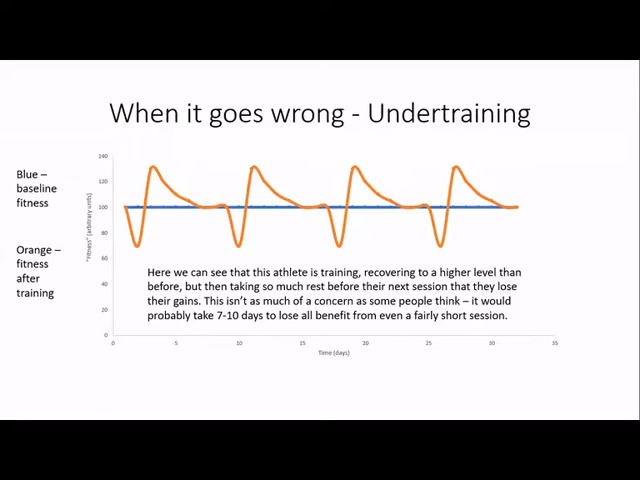 When it goes wrong - Undertraining
Blue –
baseline
fitness
Orange –
fitness
after
training
"Fitness" (arbitrary units)
140
120
100
80
60
40
20
0
Here we can see that this athlete is training, recovering to a higher level than
before, but then taking so much rest before their next session that they lose
their gains. This isn't as much of a concern as some people think – it would
probably take 7-10 days to lose all benefit from even a fairly short session.
0
5
10
15
20
25
30
35
Time (days)